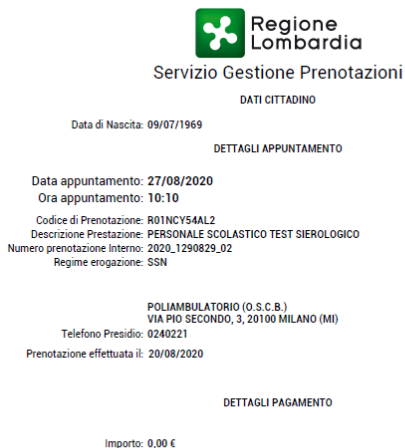 Regione
Lombardia
Servizio Gestione Prenotazioni
DATI CITTADINO
Data di Nascita: 09/07/1969
DETTAGLI APPUNTAMENTO
Data appuntamento: 27/08/2020
Ora appuntamento: 10:10
Codice di Prenotazione: R01NCY54AL2
Descrizione Prestazione: PERSONALE SCOLASTICO TEST SIEROLOGICO
Numero prenotazione Interno: 2020_1290829_02
Regime erogazione: SSN
POLIAMBULATORIO (O.S.C.B.)
VIA PIO SECONDO, 3, 20100 MILANO (MI)
Telefono Presidio: 0240221
Prenotazione effettuata il: 20/08/2020
DETTAGLI PAGAMENTO
Importo: 0,00 €